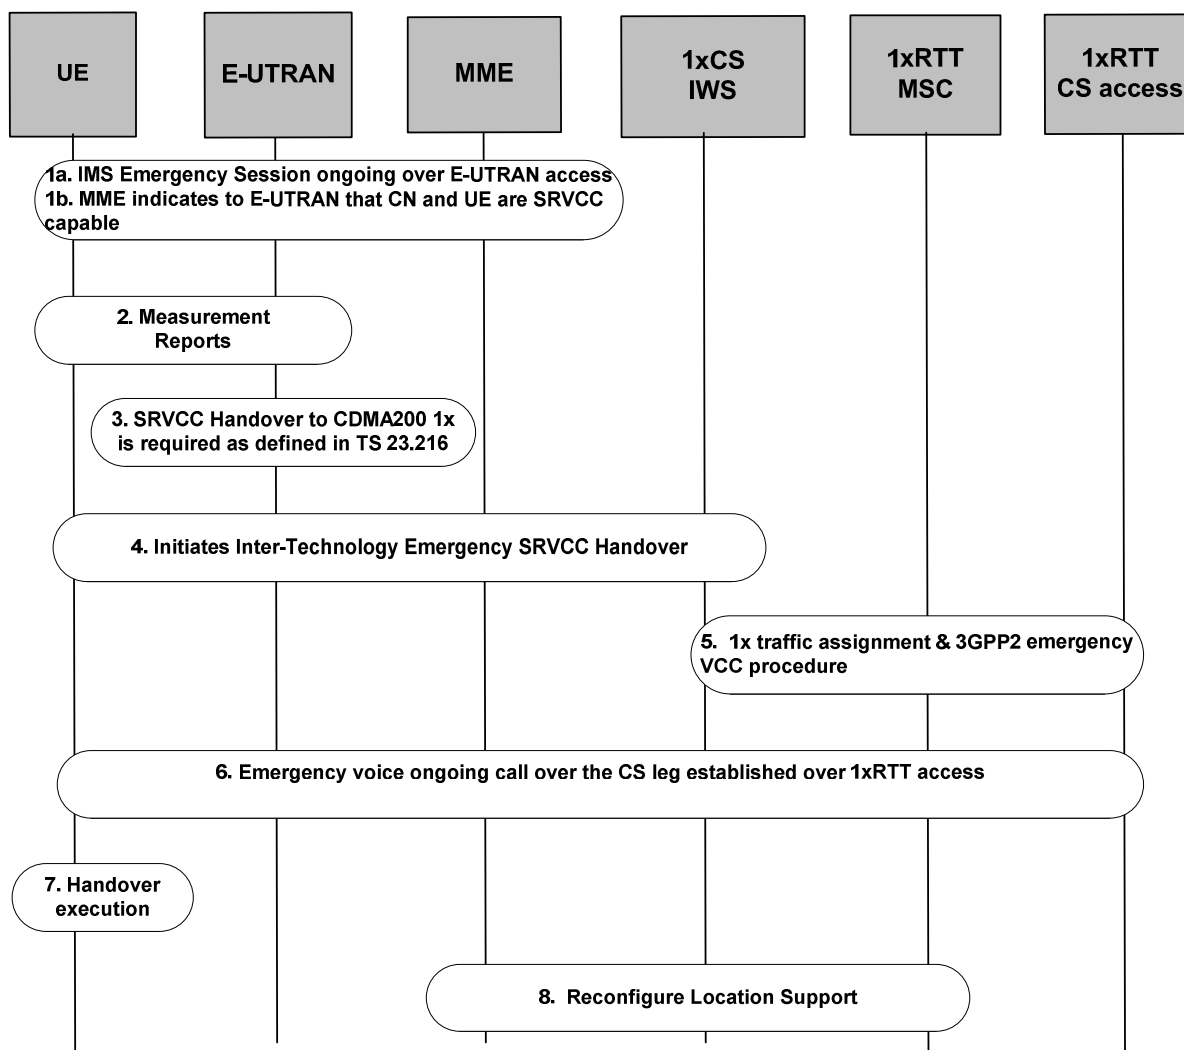 UE
E-UTRAN
MME
1xCS
IWS
1xRTT
MSC
1xRTT
CS access
1a. IMS Emergency Session ongoing over E-UTRAN access
1b. MME indicates to E-UTRAN that CN and UE are SRVCC
capable
2. Measurement
Reports
3. SRVCC Handover to CDMA200 1x
is required as defined in TS 23.216
4. Initiates Inter-Technology Emergency SRVCC Handover
5. 1x traffic assignment & 3GPP2 emergency
VCC procedure
6. Emergency voice ongoing call over the CS leg established over 1xRTT access
7. Handover
execution
8. Reconfigure Location Support